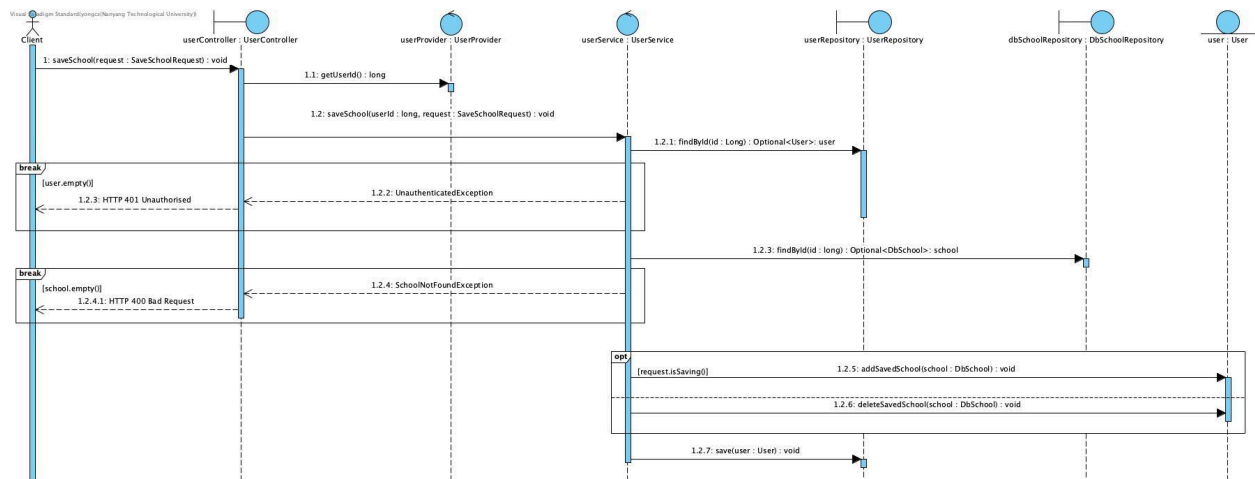 Visual Paradigm Standard(yongcs(Nanyang Technological University))
Client
userController : UserController
userProvider : UserProvider
userService : UserService
userRepository : UserRepository
dbSchoolRepository : DbSchoolRepository
user : User
1: saveSchool(request : SaveSchoolRequest) : void
1.1: getUserId() : long
1.2: saveSchool(userId : long, request : SaveSchoolRequest) : void
1.2.1: findById(id : Long) : Optional<User>: user
break
[user.empty()]
1.2.2: UnauthenticatedException
1.2.3: HTTP 401 Unauthorised
1.2.3: findById(id : long) : Optional<DbSchool>: school
break
[school.empty()]
1.2.4: SchoolNotFoundException
1.2.4.1: HTTP 400 Bad Request
opt
[request.isSaving()]
1.2.5: addSavedSchool(school : DbSchool) : void
1.2.6: deleteSavedSchool(school : DbSchool) : void
1.2.7: save(user : User) : void